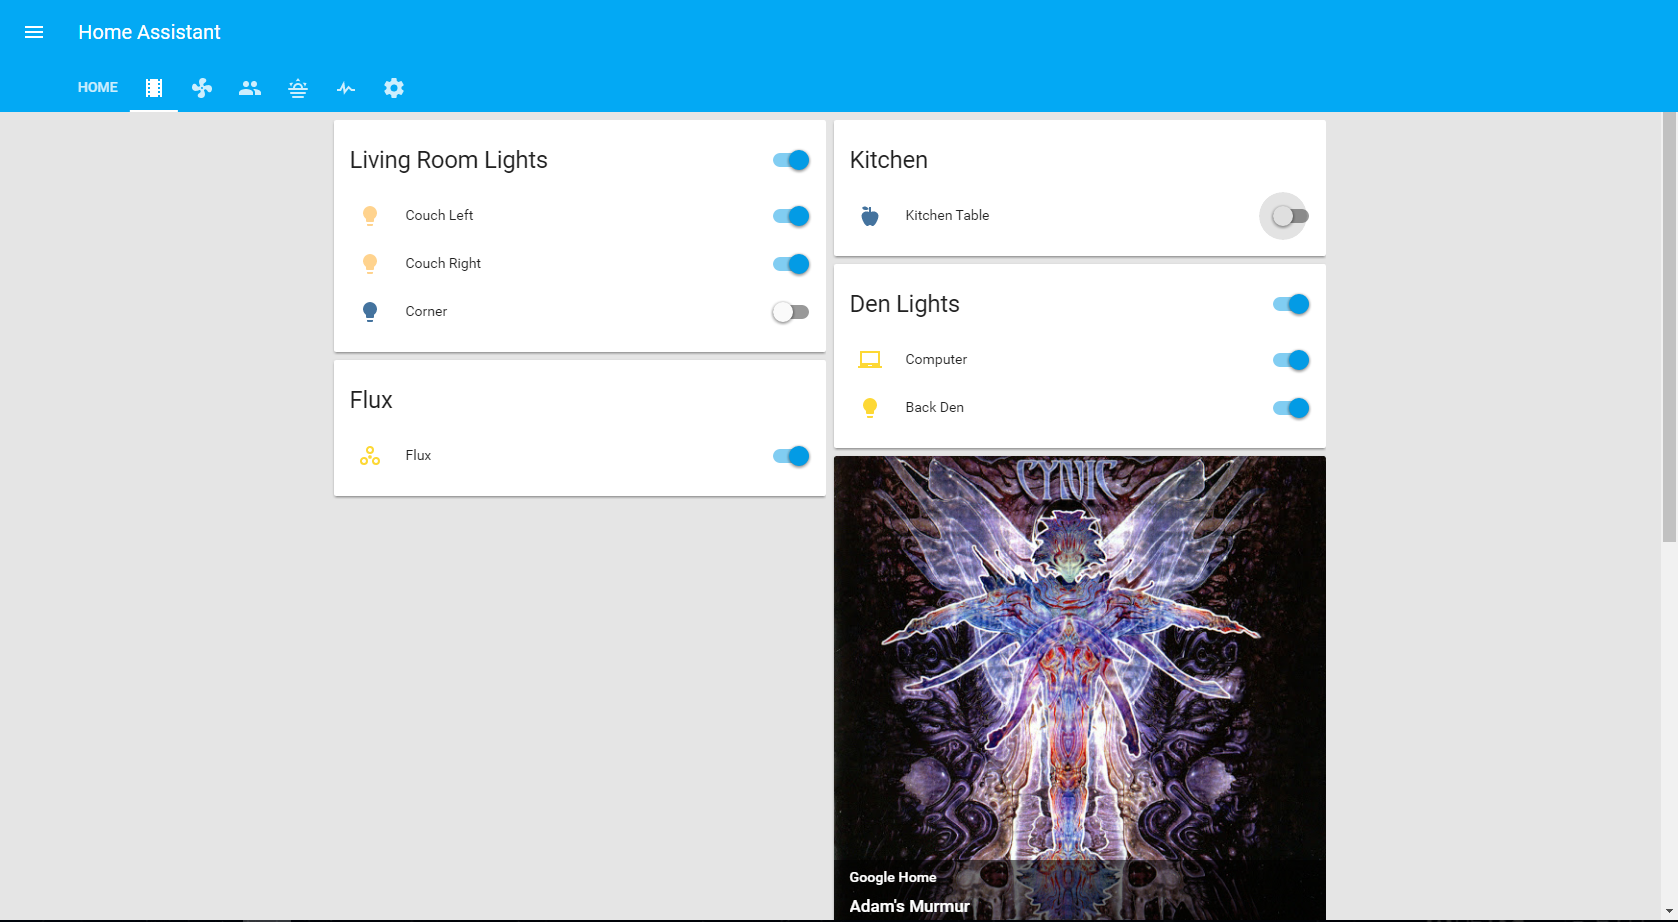 Home Assistant
HOME
Living Room Lights
Couch Left
Couch Right
Corner
Flux
Flux
Kitchen
Kitchen Table
Den Lights
Computer
Back Den
CYNIC
Google Home
Adam's Murmur